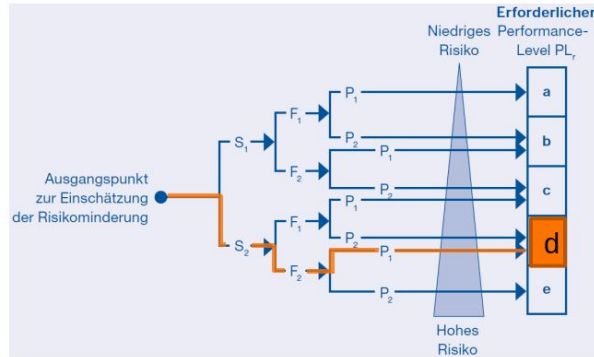 Erforderlicher
Performance-
Level PLr
Niedriges
Risiko
a
P1
F1
P2
b
S1
P1
F2
P2
c
Ausgangspunkt
zur Einschätzung
der Risikominderung
P1
F1
P2
S2
d
P1
F2
P2
e
Hohes
Risiko